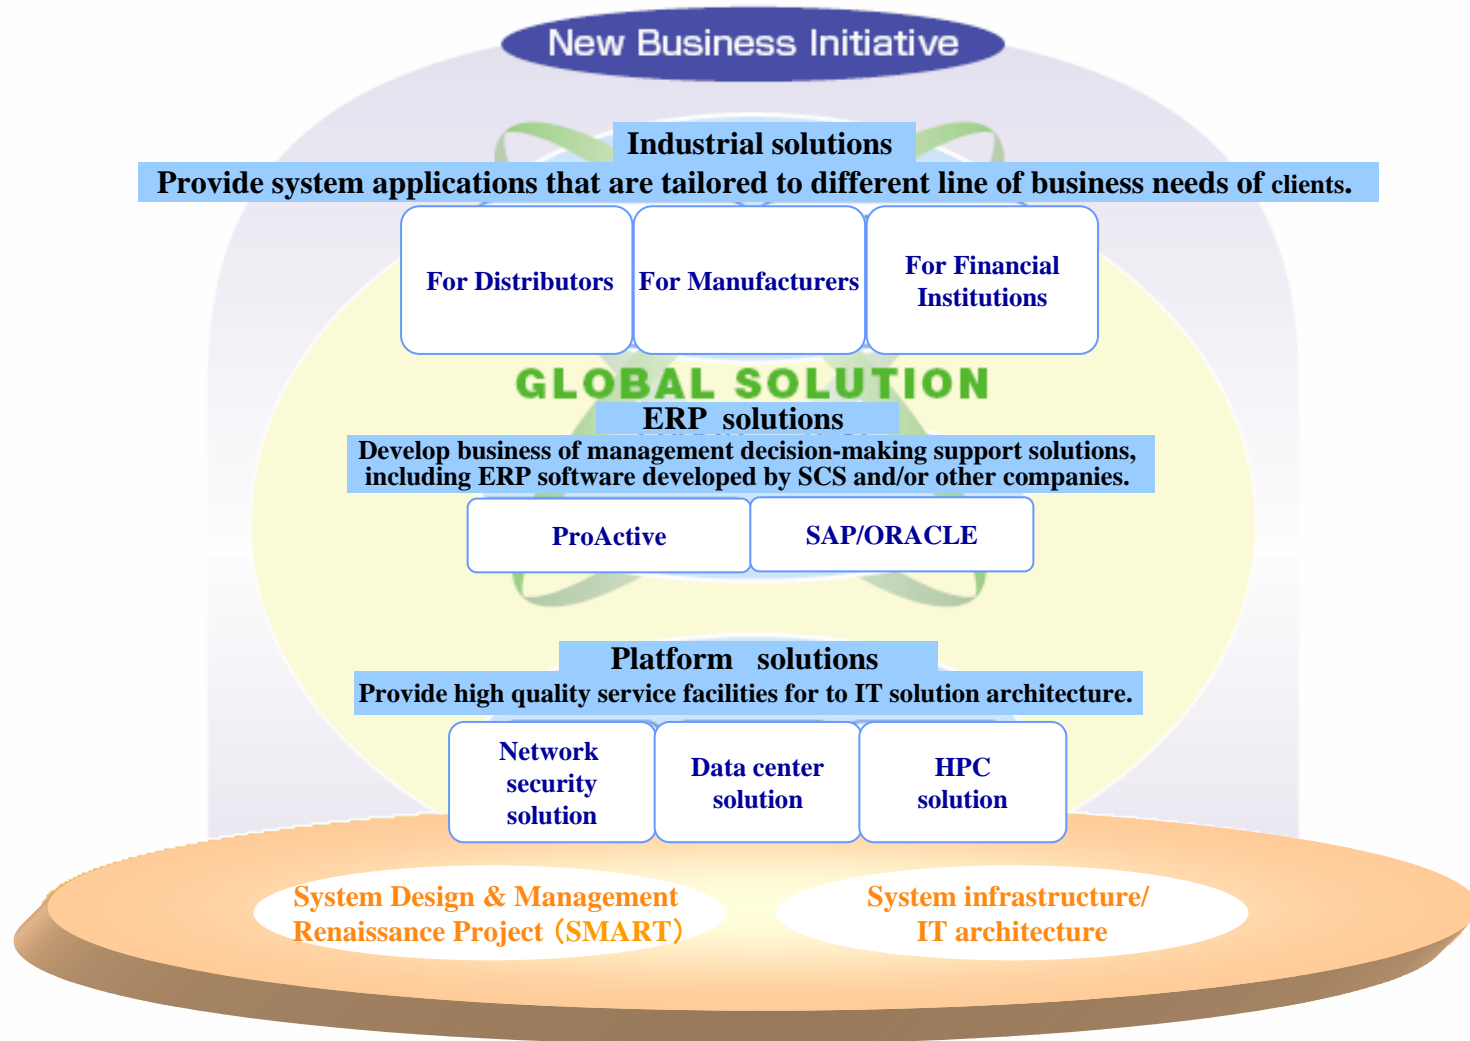 New Business Initiative
Industrial solutions
Provide system applications that are tailored to different line of business needs of clients.
For Distributors
For Manufacturers
For Financial
Institutions
GLOBAL SOLUTION
ERP solutions
Develop business of management decision-making support solutions,
including ERP software developed by SCS and/or other companies.
ProActive
SAP/ORACLE
Platform solutions
Provide high quality service facilities for to IT solution architecture.
Network
security
solution
Data center
solution
HPC
solution
System Design & Management
Renaissance Project（SMART）
System infrastructure/
IT architecture